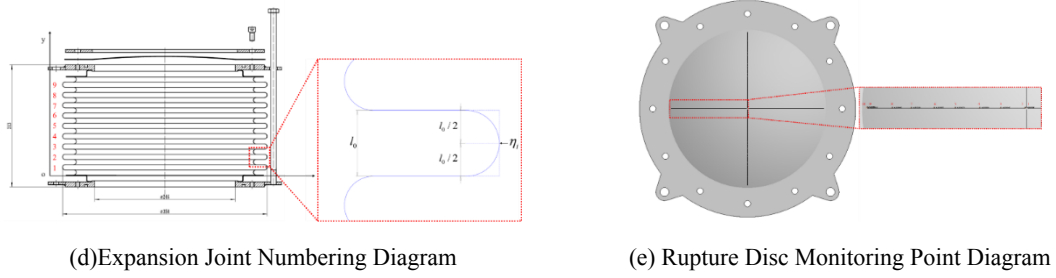 y
9
8
7
6
5
4
3
2
1
o
l₀
l₀ / 2
l₀ / 2
ηᵢ
(d)Expansion Joint Numbering Diagram
(e) Rupture Disc Monitoring Point Diagram